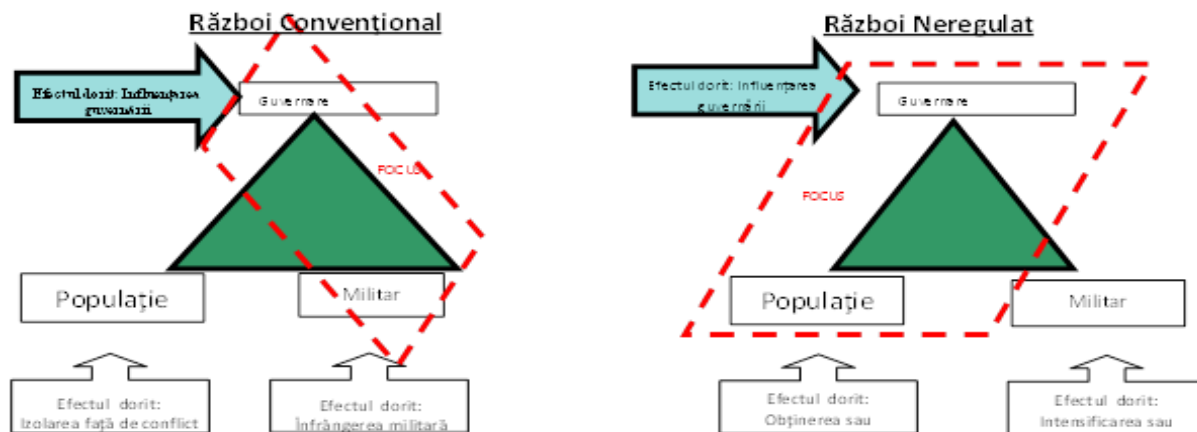 Război Convențional
Efectul dorit: Influențarea
guvernării
Guvernare
FOCUS
Populație
Militar
Efectul dorit:
Izolarea față de conflict
Efectul dorit:
Înfrângerea militară
Război Neregulat
Efectul dorit: Influențarea
guvernării
Guvernare
FOCUS
Populație
Militar
Efectul dorit:
Obținerea sau
Efectul dorit:
Intensificarea sau